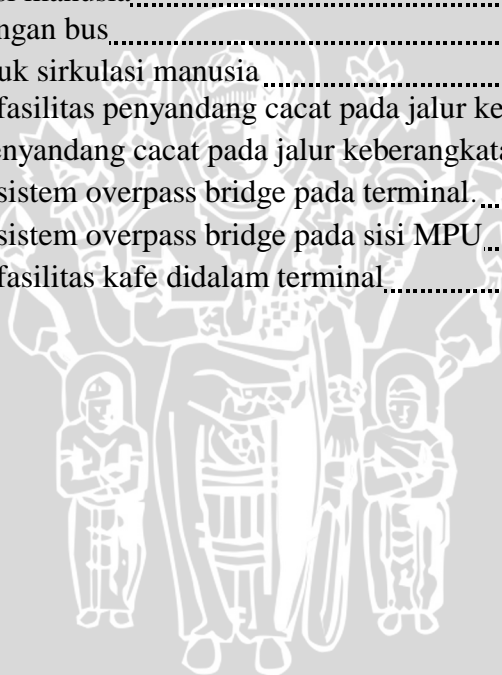 ngan bus
uk sirkulasi manusia
fasilitas penyandang cacat pada jalur ke
enyandang cacat pada jalur keberangkata
sistem overpass bridge pada terminal.
sistem overpass bridge pada sisi MPU
fasilitas kafe didalam terminal